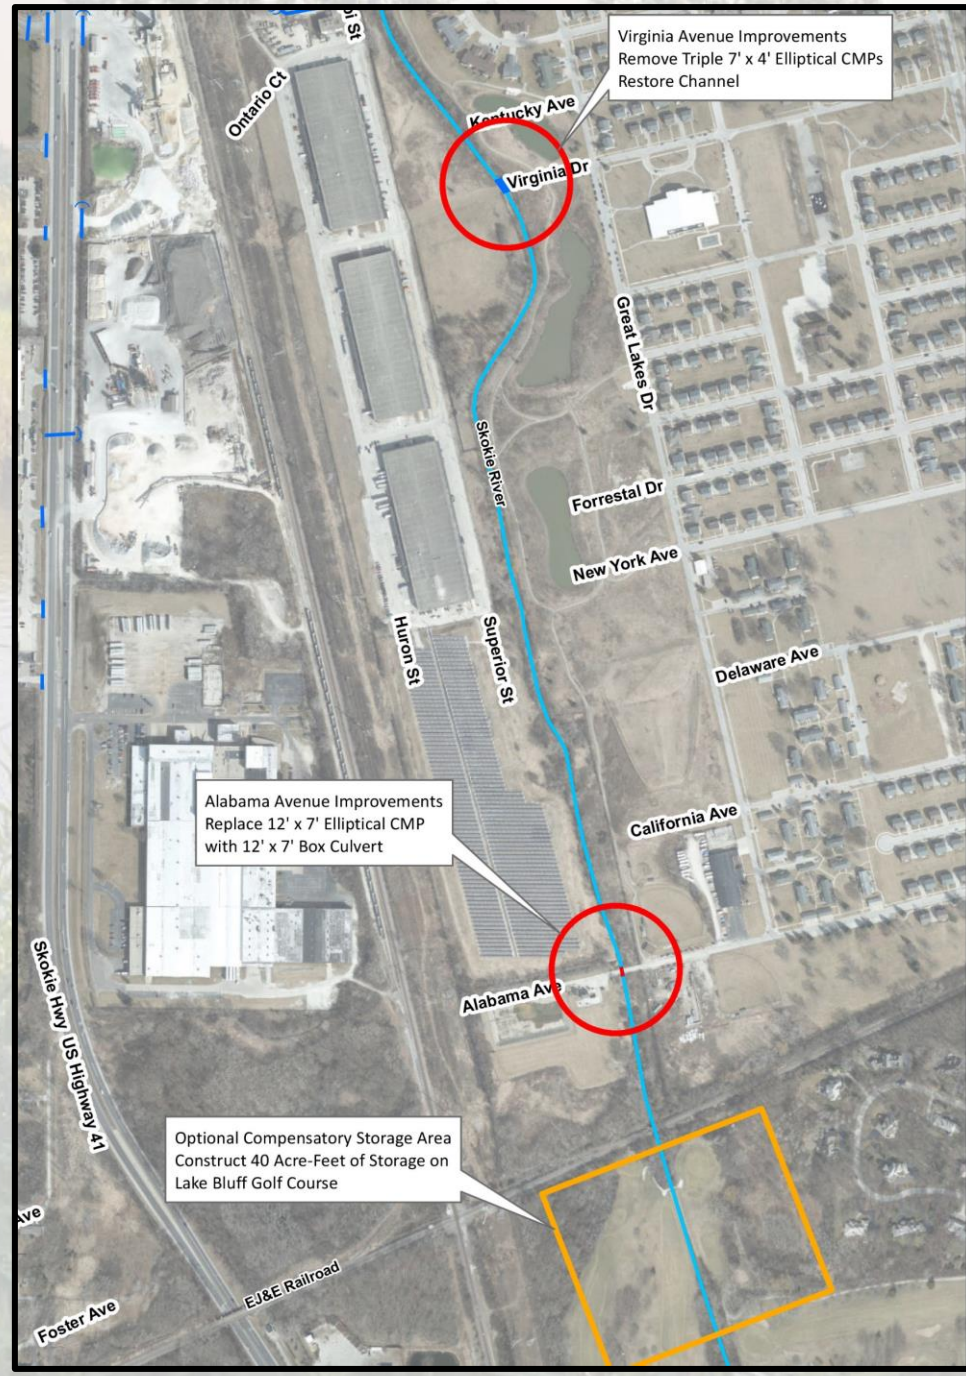 Virginia Avenue Improvements
Remove Triple 7' x 4' Elliptical CMPs
Restore Channel
Ontario Ct
Kentucky Ave
Virginia Dr
Great Lakes Dr
Skokie River
Forrestal Dr
New York Ave
Huron St
Superior St
Delaware Ave
Alabama Avenue Improvements
Replace 12' x 7' Elliptical CMP
with 12' x 7' Box Culvert
California Ave
Skokie Hwy US Highway 41
Alabama Ave
Optional Compensatory Storage Area
Construct 40 Acre-Feet of Storage on
Lake Bluff Golf Course
Ave
EJ&E Railroad
Foster Ave